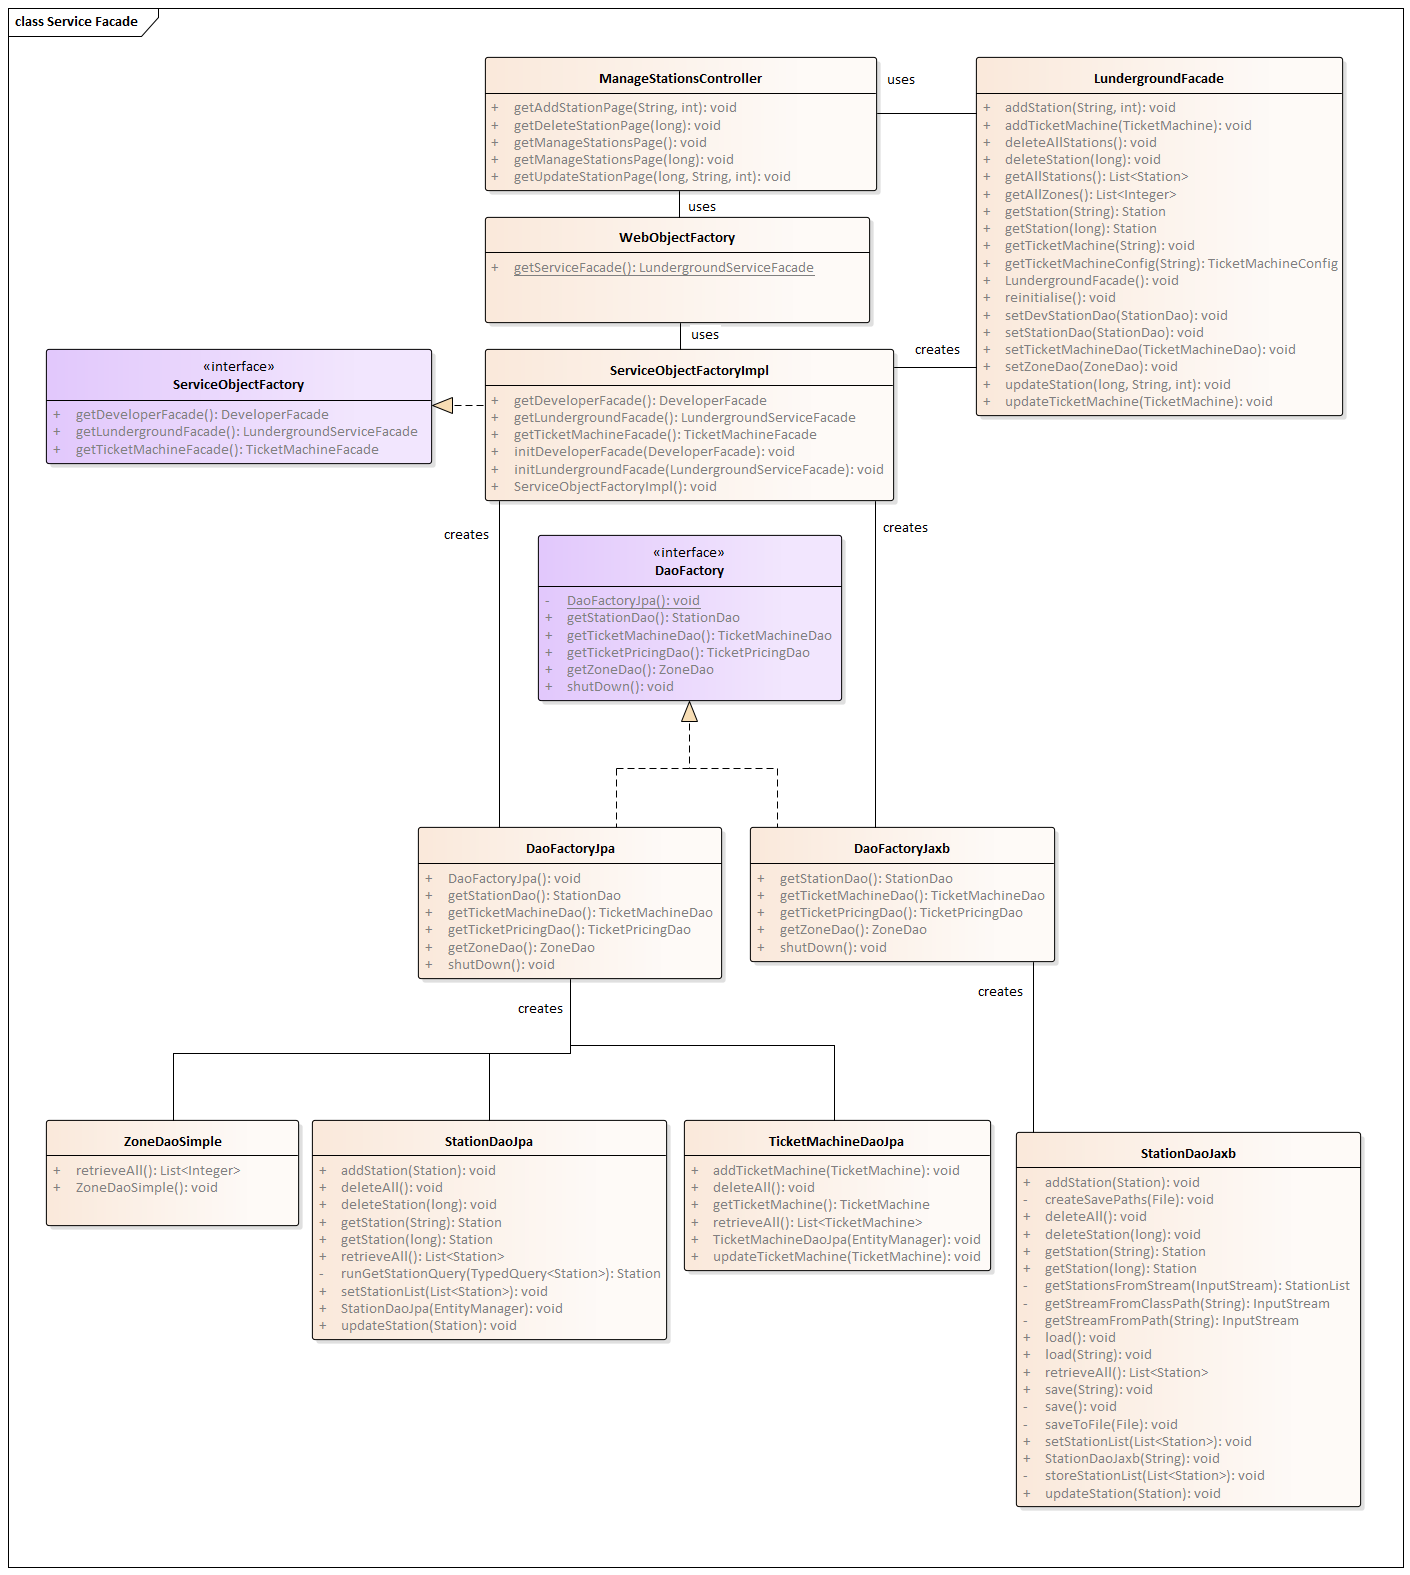 class Service Facade
ManageStationsController
+ getAddStationPage(String, int): void
+ getDeleteStationPage(long): void
+ getManageStationsPage(): void
+ getManageStationsPage(long): void
+ getUpdateStationPage(long, String, int): void
uses
LundergroundFacade
+ addStation(String, int): void
+ addTicketMachine(TicketMachine): void
+ deleteAllStations(): void
+ deleteStation(long): void
+ getAllStations(): List<Station>
+ getAllZones(): List<Integer>
+ getStation(String): Station
+ getStation(long): Station
+ getTicketMachine(String): void
+ getTicketMachineConfig(String): TicketMachineConfig
+ LundergroundFacade(): void
+ reinitialise(): void
+ setDevStationDao(StationDao): void
+ setStationDao(StationDao): void
+ setTicketMachineDao(TicketMachineDao): void
+ setZoneDao(ZoneDao): void
+ updateStation(long, String, int): void
+ updateTicketMachine(TicketMachine): void
uses
WebObjectFactory
+ getServiceFacade(): LundergroundServiceFacade
uses
creates
«interface»
ServiceObjectFactory
+ getDeveloperFacade(): DeveloperFacade
+ getLundergroundFacade(): LundergroundServiceFacade
+ getTicketMachineFacade(): TicketMachineFacade
ServiceObjectFactoryImpl
+ getDeveloperFacade(): DeveloperFacade
+ getLundergroundFacade(): LundergroundServiceFacade
+ getTicketMachineFacade(): TicketMachineFacade
+ initDeveloperFacade(DeveloperFacade): void
+ initLundergroundFacade(LundergroundServiceFacade): void
+ ServiceObjectFactoryImpl(): void
creates
creates
«interface»
DaoFactory
- DaoFactoryJpa(): void
+ getStationDao(): StationDao
+ getTicketMachineDao(): TicketMachineDao
+ getTicketPricingDao(): TicketPricingDao
+ getZoneDao(): ZoneDao
+ shutDown(): void
DaoFactoryJpa
+ DaoFactoryJpa(): void
+ getStationDao(): StationDao
+ getTicketMachineDao(): TicketMachineDao
+ getTicketPricingDao(): TicketPricingDao
+ getZoneDao(): ZoneDao
+ shutDown(): void
DaoFactoryJaxb
+ getStationDao(): StationDao
+ getTicketMachineDao(): TicketMachineDao
+ getTicketPricingDao(): TicketPricingDao
+ getZoneDao(): ZoneDao
+ shutDown(): void
creates
creates
ZoneDaoSimple
+ retrieveAll(): List<Integer>
+ ZoneDaoSimple(): void
StationDaoJpa
+ addStation(Station): void
+ deleteAll(): void
+ deleteStation(long): void
+ getStation(String): Station
+ getStation(long): Station
+ retrieveAll(): List<Station>
- runGetStationQuery(TypedQuery<Station>): Station
+ setStationList(List<Station>): void
+ StationDaoJpa(EntityManager): void
+ updateStation(Station): void
TicketMachineDaoJpa
+ addTicketMachine(TicketMachine): void
+ deleteAll(): void
+ getTicketMachine(): TicketMachine
+ retrieveAll(): List<TicketMachine>
+ TicketMachineDaoJpa(EntityManager): void
+ updateTicketMachine(TicketMachine): void
StationDaoJaxb
+ addStation(Station): void
- createSavePaths(File): void
+ deleteAll(): void
+ deleteStation(long): void
+ getStation(String): Station
+ getStation(long): Station
- getStationsFromStream(InputStream): StationList
- getStreamFromClassPath(String): InputStream
- getStreamFromPath(String): InputStream
+ load(): void
+ load(String): void
+ retrieveAll(): List<Station>
+ save(String): void
- save(): void
- saveToFile(File): void
+ setStationList(List<Station>): void
+ StationDaoJaxb(String): void
- storeStationList(List<Station>): void
+ updateStation(Station): void